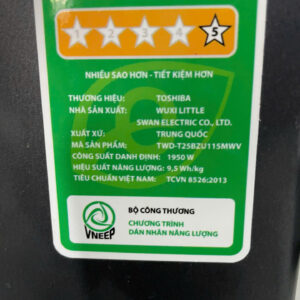 1 2 3 4 5
NHIỀU SAO HƠN - TIẾT KIỆM HƠN
THƯƠNG HIỆU: TOSHIBA
NHÀ SẢN XUẤT: WUXI LITTLE
SWAN ELECTRIC CO., LTD.
XUẤT XỨ: TRUNG QUỐC
MÃ SẢN PHẨM: TWD-T25BZU115MWV
CÔNG SUẤT DANH ĐỊNH: 1950 W
HIỆU SUẤT NĂNG LƯỢNG: 9,5 Wh/kg
TIÊU CHUẨN VIỆT NAM: TCVN 8526:2013
BỘ CÔNG THƯƠNG
CHƯƠNG TRÌNH
DÁN NHÃN NĂNG LƯỢNG
VNEEP